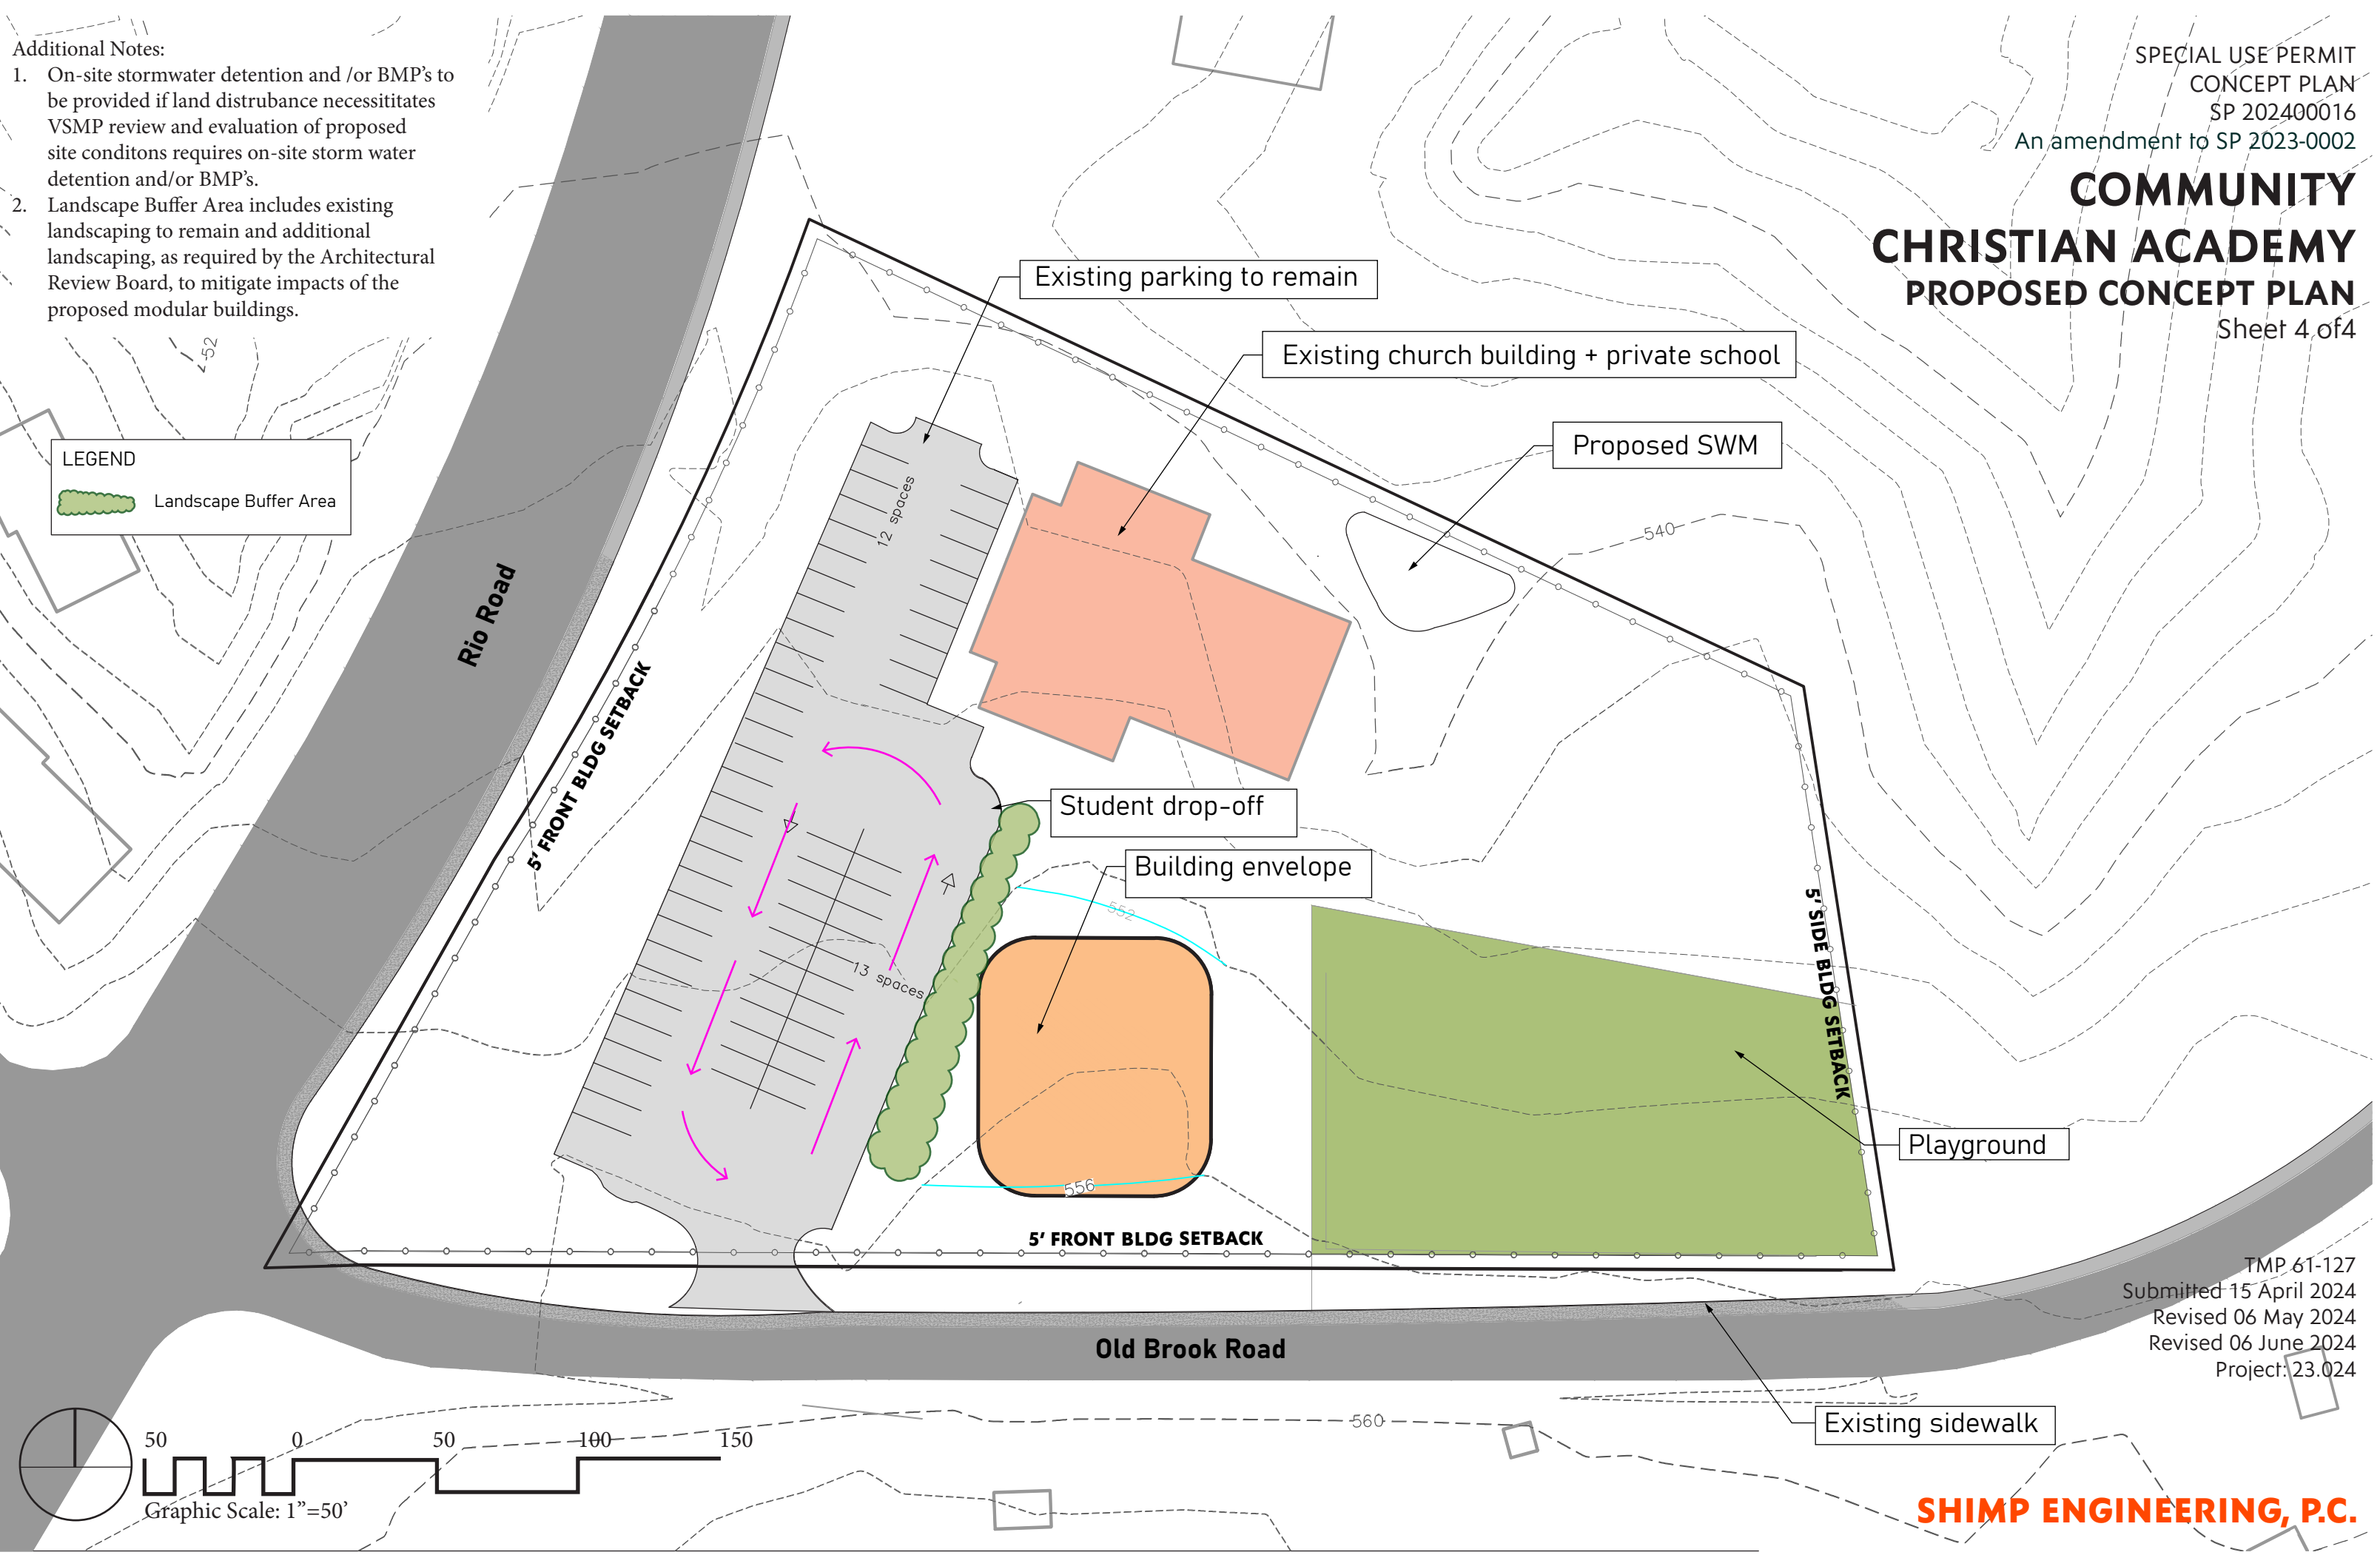 Additional Notes:
1. On-site stormwater detention and /or BMP's to
be provided if land distrubance necessititates
VSMP review and evaluation of proposed
site conditons requires on-site storm water
detention and/or BMP's.
2. Landscape Buffer Area includes existing
landscaping to remain and additional
landscaping, as required by the Architectural
Review Board, to mitigate impacts of the
proposed modular buildings.
SPECIAL USE PERMIT
CONCEPT PLAN
SP 202400016
An amendment to SP 2023-0002
COMMUNITY
CHRISTIAN ACADEMY
PROPOSED CONCEPT PLAN
Sheet 4 of4
LEGEND
Landscape Buffer Area
Existing parking to remain
Existing church building + private school
Proposed SWM
540
12 spaces
Rio Road
5' FRONT BLDG SETBACK
Student drop-off
Building envelope
552
13 spaces
5' SIDE BLDG SETBACK
Playground
556
5' FRONT BLDG SETBACK
Old Brook Road
TMP 61-127
Submitted 15 April 2024
Revised 06 May 2024
Revised 06 June 2024
Project: 23.024
560
Existing sidewalk
50 0 50 100 150
Graphic Scale: 1"=50'
SHIMP ENGINEERING, P.C.